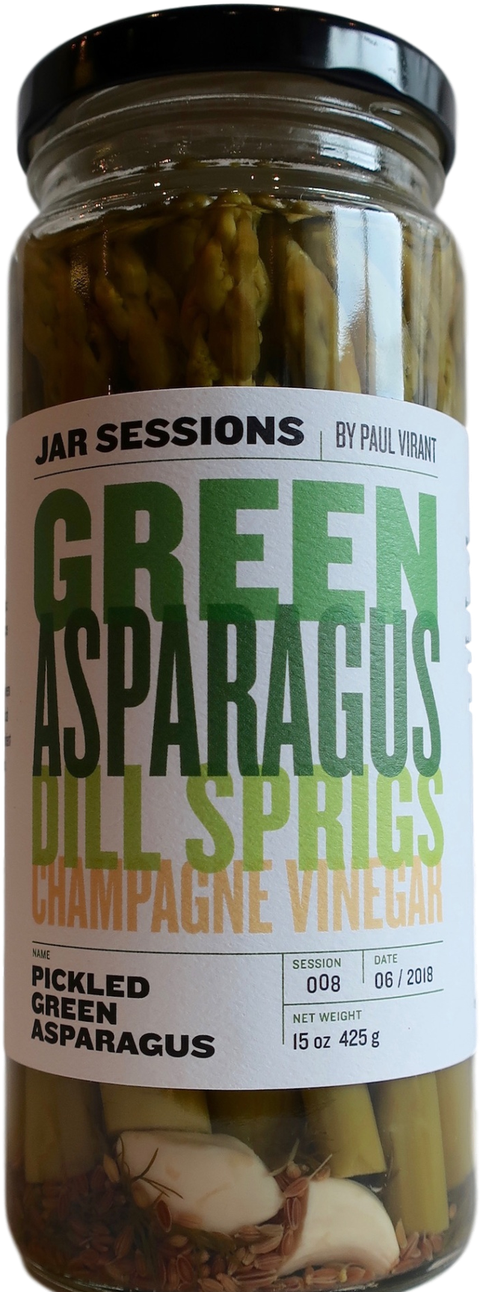 JAR SESSIONS | BY PAUL VIRANT
GREEN
ASPARAGUS
DILL SPRIGS
CHAMPAGNE VINEGAR
NAME
PICKLED
GREEN
ASPARAGUS
SESSION
008
DATE
06 / 2018
NET WEIGHT
15 oz 425 g